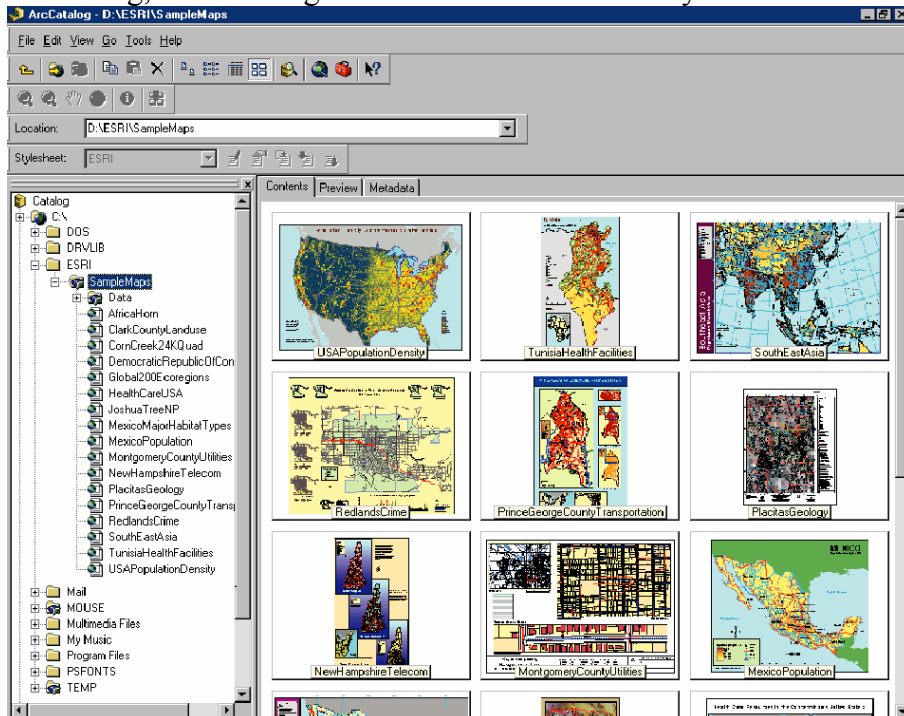 ArcCatalog - D:\ESRI\SampleMaps
File Edit View Go Tools Help
Location: D:\ESRI\SampleMaps
Stylesheet: ESRI
Contents Preview Metadata
Catalog
C:\
DOS
DRVLIB
ESRI
SampleMaps
Data
AfricaHorn
ClarkCountyLanduse
CornCreek24KQuad
DemocraticRepublicOfCon
Global200Ecoregions
HealthCareUSA
JoshuaTreeNP
MexicoMajorHabitatTypes
MexicoPopulation
MontgomeryCountyUtilities
NewHampshireTelecom
PlacitasGeology
PrinceGeorgeCountyTrans
RedlandsCrime
SouthEastAsia
TunisiaHealthFacilities
USAPopulationDensity
Mail
MOUSE
Multimedia Files
My Music
Program Files
PSFONTS
TEMP
USAPopulationDensity
TunisiaHealthFacilities
Southeast Asia
SouthEastAsia
RedlandsCrime
PrinceGeorgeCountyTransportation
PlacitasGeology
NewHampshireTelecom
MontgomeryCountyUtilities
MEXICO
MexicoPopulation